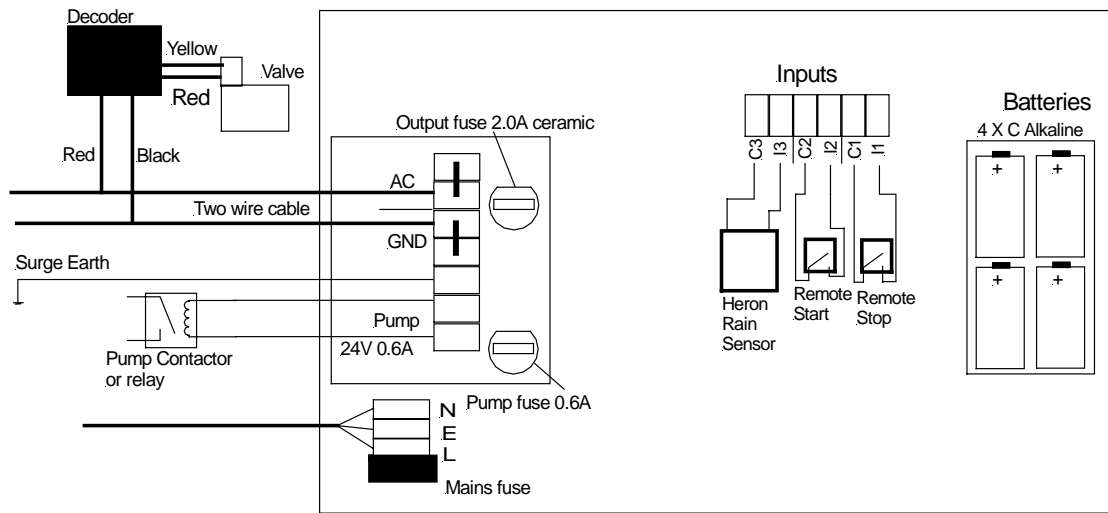 Decoder
Yellow
Valve
Red
Red
Black
Output fuse 2.0A ceramic
AC
Two wire cable
GND
Surge Earth
Pump
24V 0.6A
Pump Contactor
or relay
Pump fuse 0.6A
N
E
L
Mains fuse
Inputs
C3
I3
C2
I2
C1
I1
Heron
Rain
Sensor
Remote
Start
Remote
Stop
Batteries
4 X C Alkaline
+
+
+
+